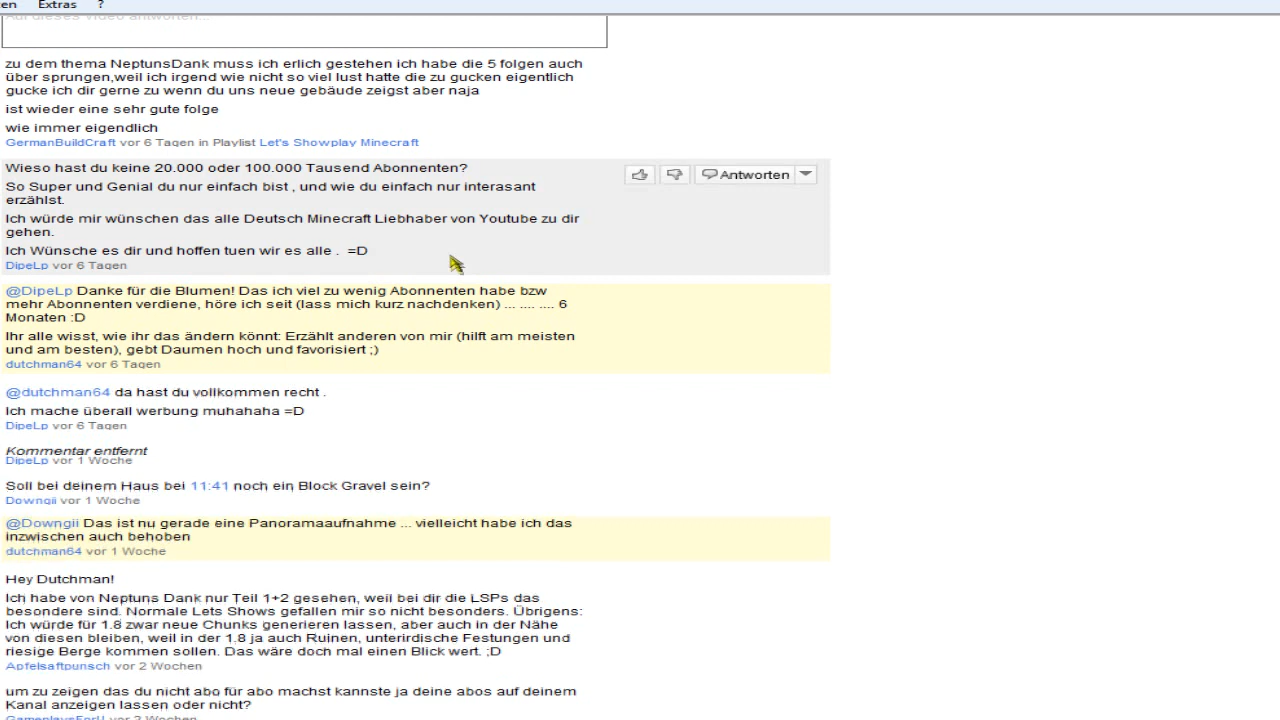 en Extras ?
Auf dieses Video antworten...
zu dem thema NeptunsDank muss ich erlich gestehen ich habe die 5 folgen auch
über sprungen,weil ich irgend wie nicht so viel lust hatte die zu gucken eigentlich
gucke ich dir gerne zu wenn du uns neue gebäude zeigst aber naja
ist wieder eine sehr gute folge
wie immer eigendlich
GermanBuildCraft vor 6 Tagen in Playlist Let's Showplay Minecraft
Wieso hast du keine 20.000 oder 100.000 Tausend Abonnenten?
Antworten
So Super und Genial du nur einfach bist , und wie du einfach nur interasant
erzählst.
Ich würde mir wünschen das alle Deutsch Minecraft Liebhaber von Youtube zu dir
gehen.
Ich Wünsche es dir und hoffen tuen wir es alle . =D
DipeLp vor 6 Tagen
@DipeLp Danke für die Blumen! Das ich viel zu wenig Abonnenten habe bzw
mehr Abonnenten verdiene, höre ich seit (lass mich kurz nachdenken) ... .... .... 6
Monaten :D
Ihr alle wisst, wie ihr das ändern könnt: Erzählt anderen von mir (hilft am meisten
und am besten), gebt Daumen hoch und favorisiert ;)
dutchman64 vor 6 Tagen
@dutchman64 da hast du vollkommen recht .
Ich mache überall werbung muhahaha =D
DipeLp vor 6 Tagen
Kommentar entfernt
DipeLp vor 1 Woche
Soll bei deinem Haus bei 11:41 noch ein Block Gravel sein?
Downgii vor 1 Woche
@Downgii Das ist nu gerade eine Panoramaaufnahme ... vielleicht habe ich das
inzwischen auch behoben
dutchman64 vor 1 Woche
Hey Dutchman!
Ich habe von Neptuns Dank nur Teil 1+2 gesehen, weil bei dir die LSPs das
besondere sind. Normale Lets Shows gefallen mir so nicht besonders. Übrigens:
Ich würde für 1.8 zwar neue Chunks generieren lassen, aber auch in der Nähe
von diesen bleiben, weil in der 1.8 ja auch Ruinen, unterirdische Festungen und
riesige Berge kommen sollen. Das wäre doch mal einen Blick wert. ;D
Apfelsaftpunsch vor 2 Wochen
um zu zeigen das du nicht abo für abo machst kannste ja deine abos auf deinem
Kanal anzeigen lassen oder nicht?
GameplaysForU vor 2 Wochen